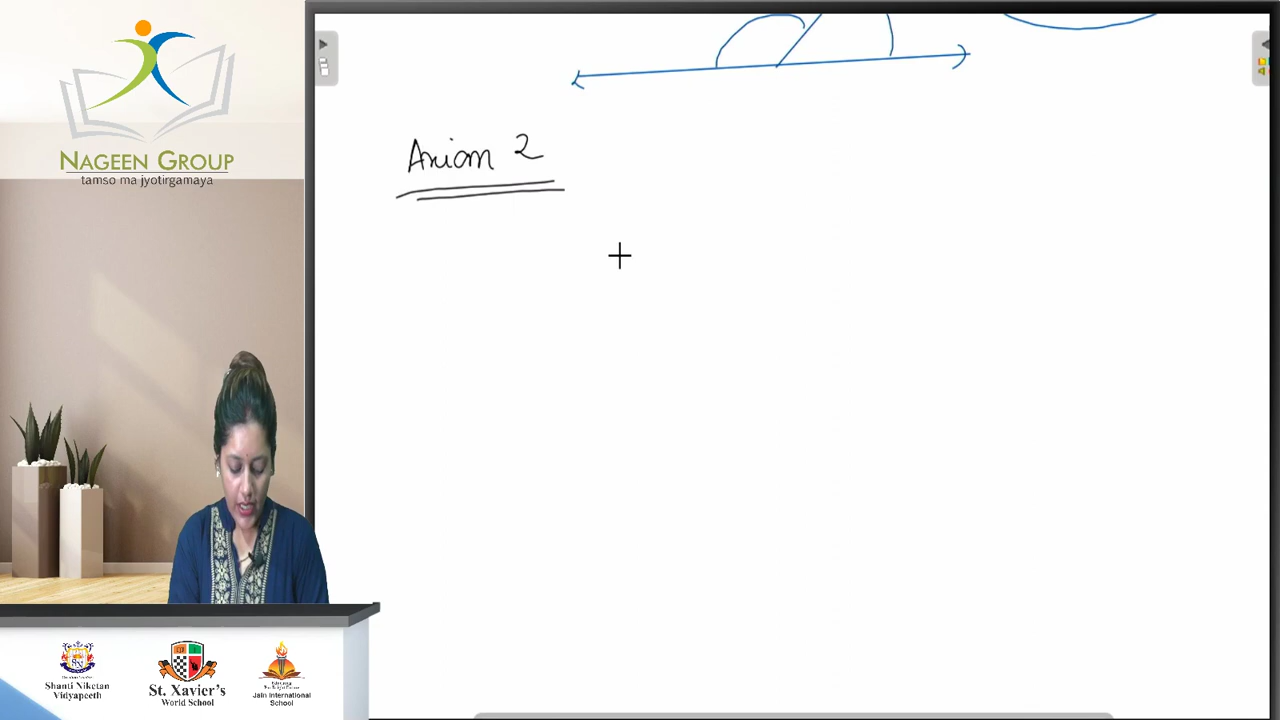 NAGEEN GROUP
tamso ma jyotirgamaya
Axiom 2
Shanti Niketan
Vidyapeeth
St. Xavier's
World School
Jain International
School